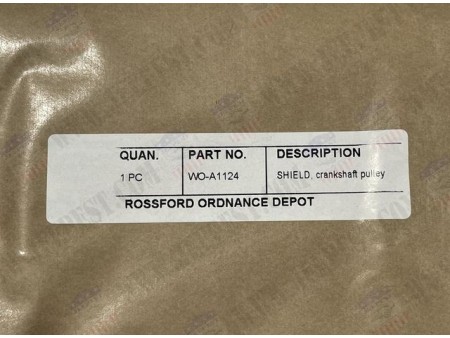 QUAN. PART NO. DESCRIPTION
1 PC WO-A1124 SHIELD, crankshaft pulley
ROSSFORD ORDNANCE DEPOT